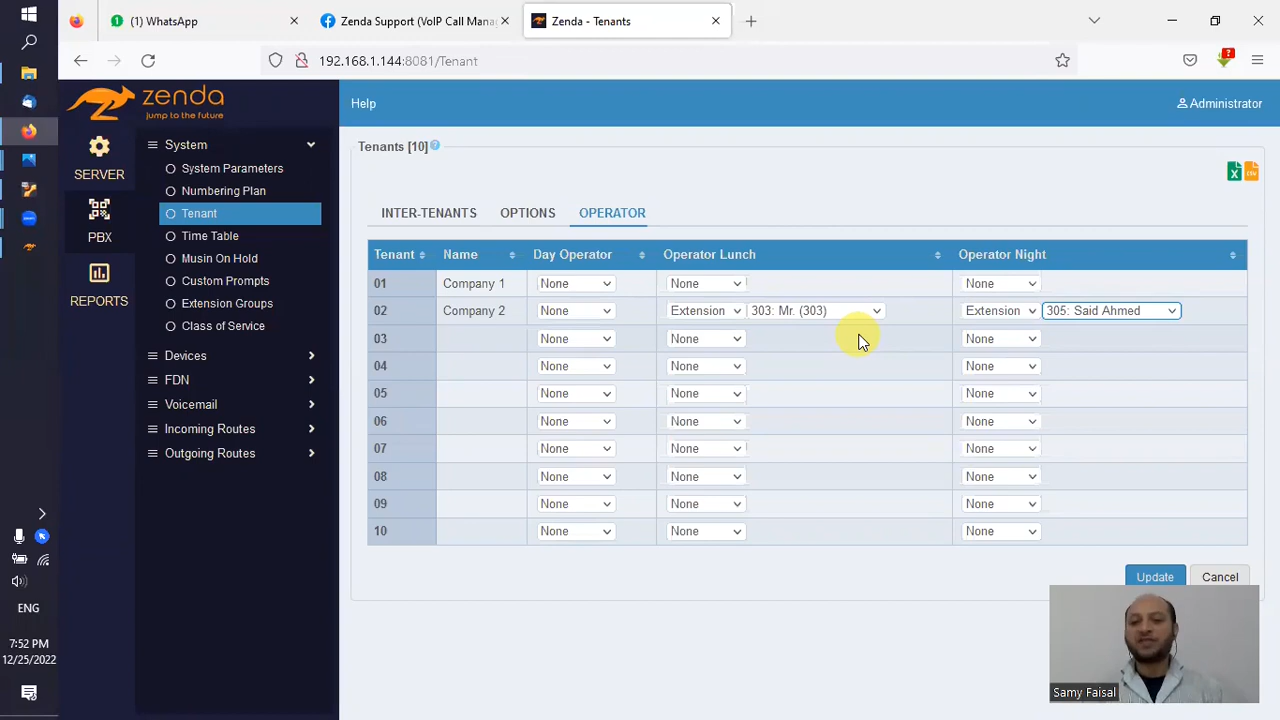 (1) WhatsApp
Zenda Support (VoIP Call Mana
Zenda - Tenants
192.168.1.144:8081/Tenant
zenda
jump to the future
Help
Administrator
SERVER
PBX
REPORTS
System
System Parameters
Numbering Plan
Tenant
Time Table
Musin On Hold
Custom Prompts
Extension Groups
Class of Service
Devices
FDN
Voicemail
Incoming Routes
Outgoing Routes
Tenants [10]
INTER-TENANTS OPTIONS OPERATOR
Tenant Name Day Operator Operator Lunch Operator Night
01 Company 1 None None None
02 Company 2 None Extension 303: Mr. (303) Extension 305: Said Ahmed
03 None None None
04 None None None
05 None None None
06 None None None
07 None None None
08 None None None
09 None None None
10 None None None
Update Cancel
Samy Faisal
ENG
7:52 PM
12/25/2022